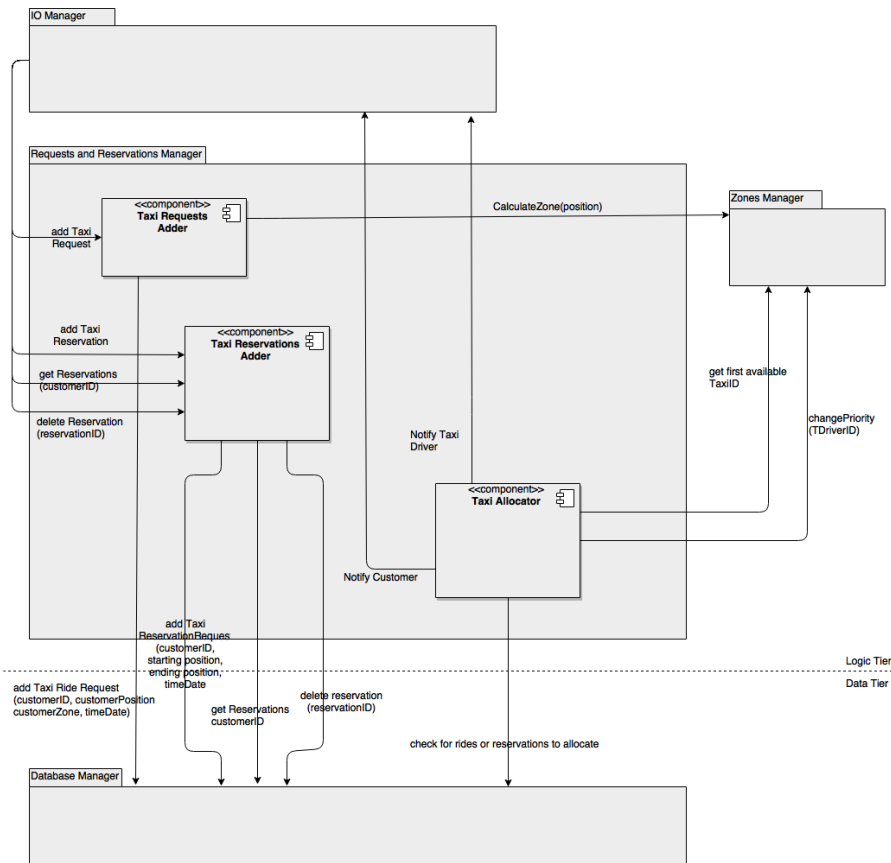 IO Manager
Requests and Reservations Manager
<<component>>
Taxi Requests
Adder
CalculateZone(position)
Zones Manager
add Taxi
Request
<<component>>
Taxi Reservations
Adder
add Taxi
Reservation
get Reservations
(customerID)
delete Reservation
(reservationID)
get first available
TaxiID
changePriority
(TDriverID)
Notify Taxi
Driver
<<component>>
Taxi Allocator
Notify Customer
add Taxi
ReservationReques
(customerID,
starting position,
ending position,
timeDate
Logic Tier
Data Tier
add Taxi Ride Request
(customerID, customerPosition
customerZone, timeDate)
get Reservations
customerID
delete reservation
(reservationID)
check for rides or reservations to allocate
Database Manager